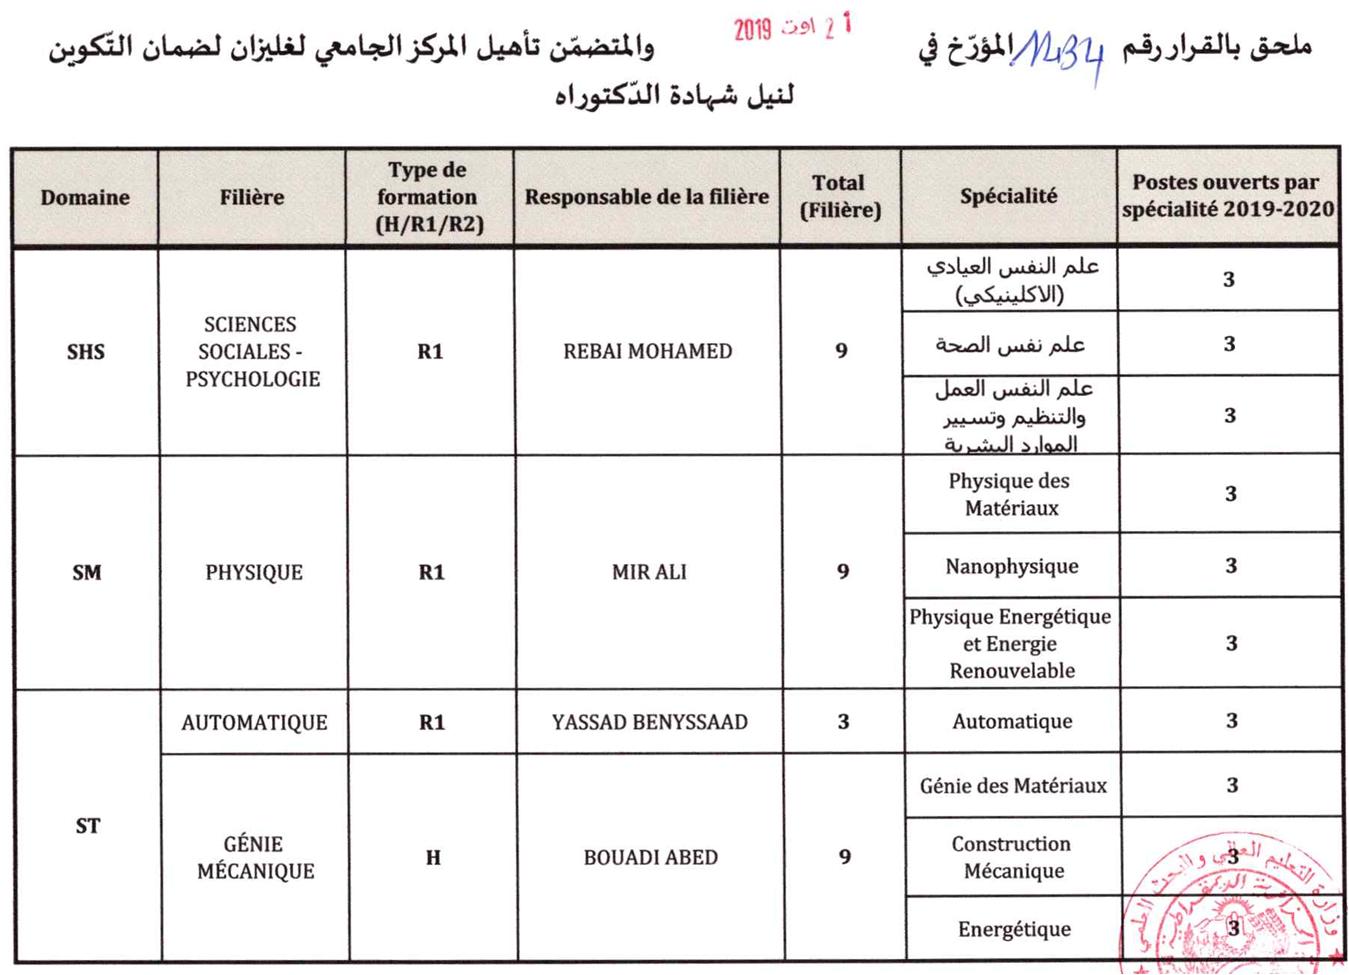 ملحق بالقرار رقم 1434 المؤرّخ في 21 اوت 2019 والمتضمّن تأهيل المركز الجامعي لغليزان لضمان التّكوين
لنيل شهادة الدّكتوراه
Domaine
Filière
Type de
formation
(H/R1/R2)
Responsable de la filière
Total
(Filière)
Spécialité
Postes ouverts par
spécialité 2019-2020
SHS
SCIENCES
SOCIALES -
PSYCHOLOGIE
R1
REBAI MOHAMED
9
علم النفس العيادي
(الاكلينيكي)
3
علم نفس الصحة
3
علم النفس العمل
والتنظيم وتسيير
الموارد البشرية
3
SM
PHYSIQUE
R1
MIR ALI
9
Physique des
Matériaux
3
Nanophysique
3
Physique Energétique
et Energie
Renouvelable
3
ST
AUTOMATIQUE
R1
YASSAD BENYSSAAD
3
Automatique
3
GÉNIE
MÉCANIQUE
H
BOUADI ABED
9
Génie des Matériaux
3
Construction
Mécanique
3
Energétique
3
وزارة التعليم العالي والبحث العلمي
الجزائرية الديمقراطية